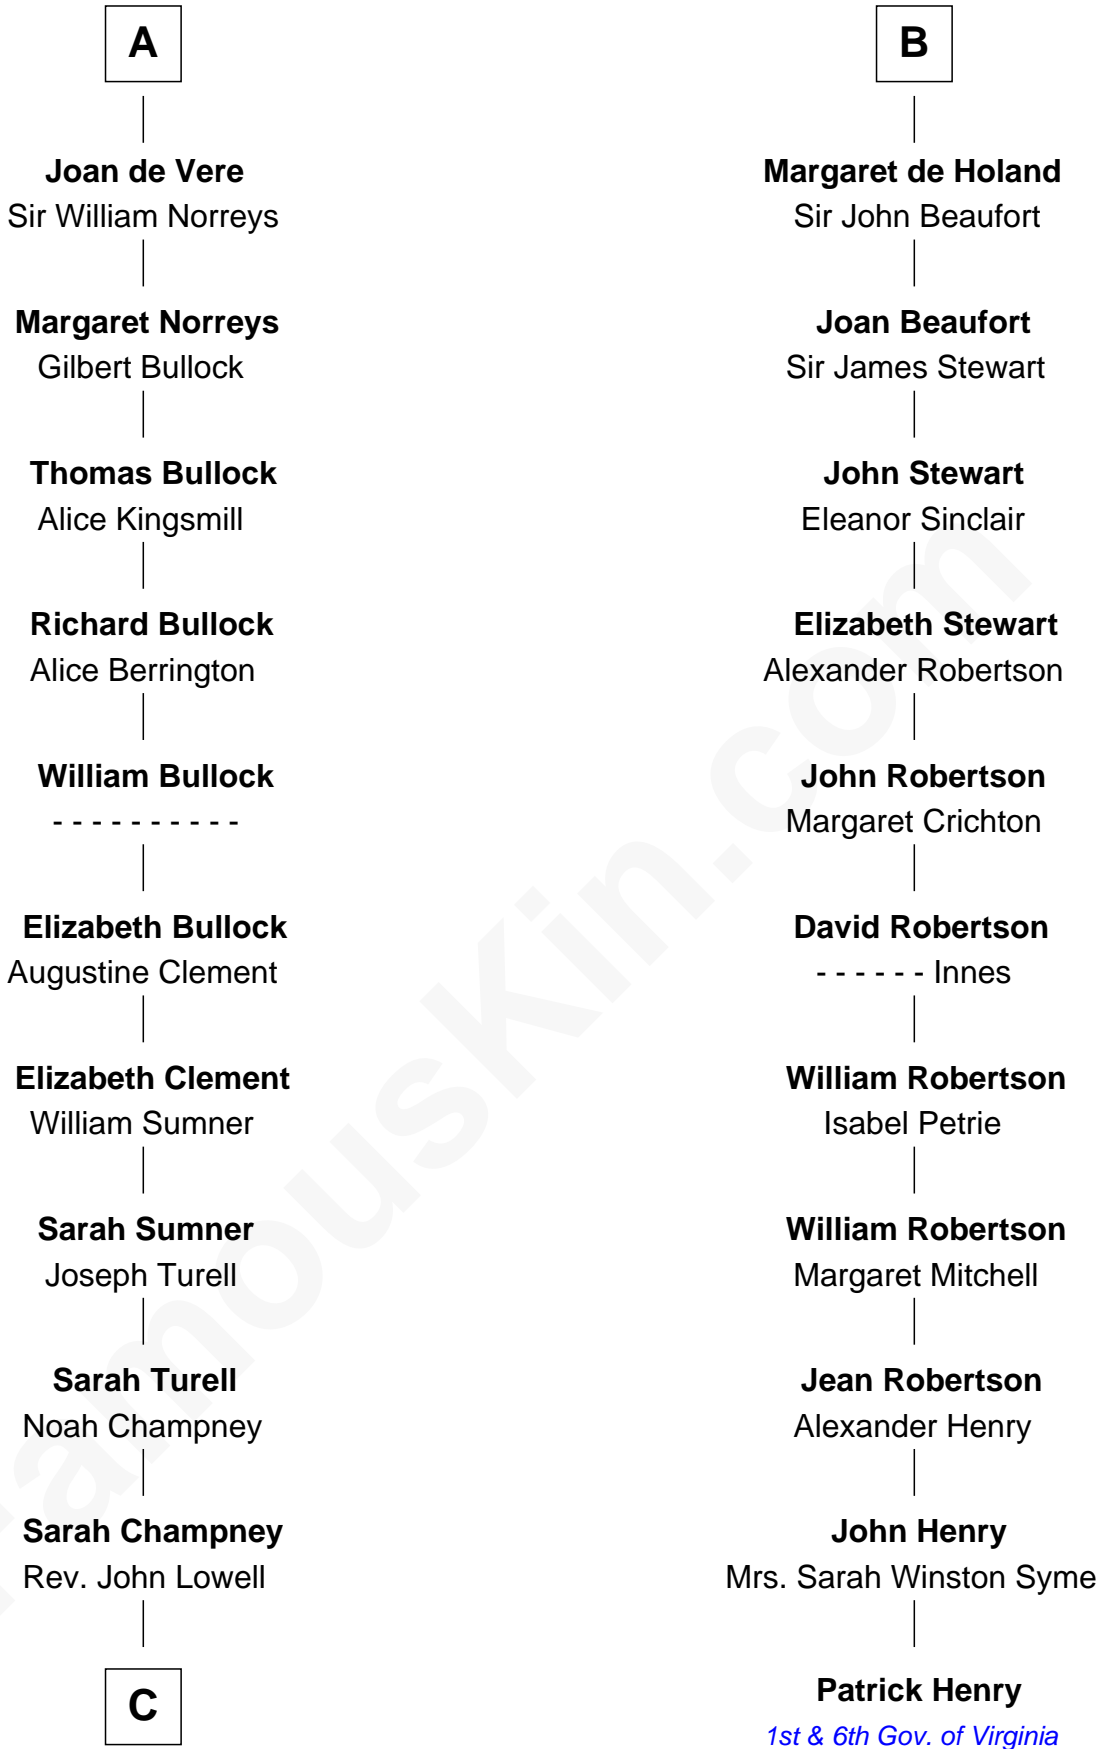 A
Joan de Vere
Sir William Norreys
Margaret Norreys
Gilbert Bullock
Thomas Bullock
Alice Kingsmill
Richard Bullock
Alice Berrington
William Bullock
- - - - - - - - - -
Elizabeth Bullock
Augustine Clement
Elizabeth Clement
William Sumner
Sarah Sumner
Joseph Turell
Sarah Turell
Noah Champney
Sarah Champney
Rev. John Lowell
C
B
Margaret de Holand
Sir John Beaufort
Joan Beaufort
Sir James Stewart
John Stewart
Eleanor Sinclair
Elizabeth Stewart
Alexander Robertson
John Robertson
Margaret Crichton
David Robertson
- - - - - - Innes
William Robertson
Isabel Petrie
William Robertson
Margaret Mitchell
Jean Robertson
Alexander Henry
John Henry
Mrs. Sarah Winston Syme
Patrick Henry
1st & 6th Gov. of Virginia
FamousKin.com